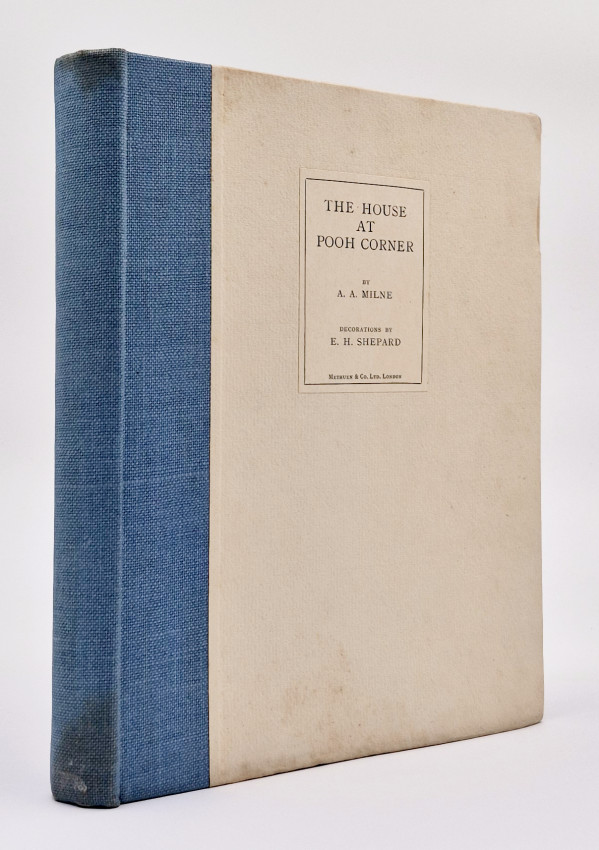 THE HOUSE
AT
POOH CORNER
BY
A. A. MILNE
DECORATIONS BY
E. H. SHEPARD
METHUEN & CO. LTD. LONDON